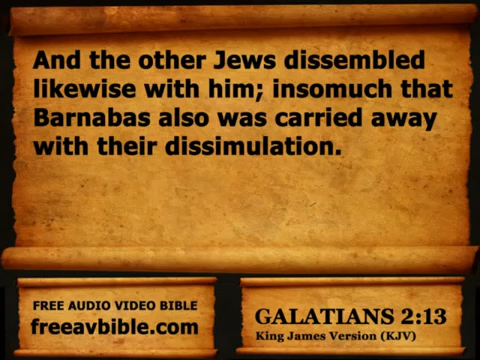 And the other Jews dissembled
likewise with him; insomuch that
Barnabas also was carried away
with their dissimulation.
FREE AUDIO VIDEO BIBLE
freeavbible.com
GALATIANS 2:13
King James Version (KJV)